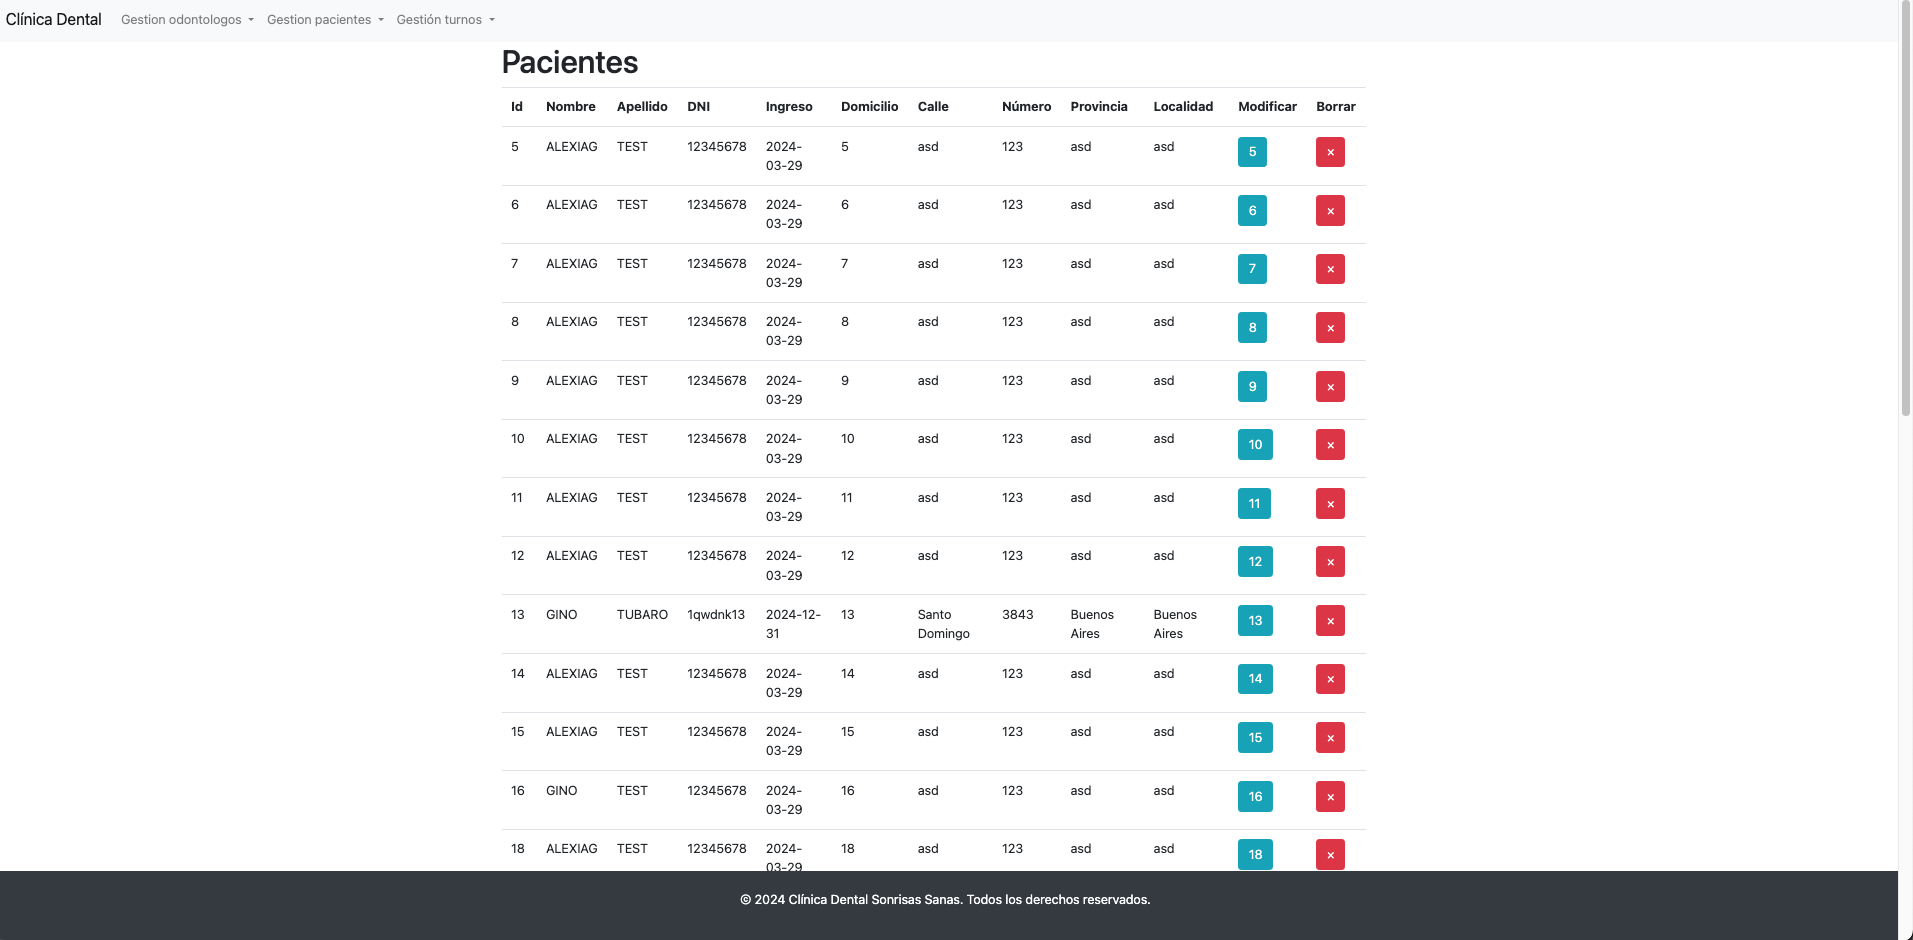 Clínica Dental Gestion odontologos Gestion pacientes Gestión turnos
Pacientes
Id Nombre Apellido DNI Ingreso Domicilio Calle Número Provincia Localidad Modificar Borrar
5 ALEXIAG TEST 12345678 2024- 5 asd 123 asd asd 5 ×
03-29
6 ALEXIAG TEST 12345678 2024- 6 asd 123 asd asd 6 ×
03-29
7 ALEXIAG TEST 12345678 2024- 7 asd 123 asd asd 7 ×
03-29
8 ALEXIAG TEST 12345678 2024- 8 asd 123 asd asd 8 ×
03-29
9 ALEXIAG TEST 12345678 2024- 9 asd 123 asd asd 9 ×
03-29
10 ALEXIAG TEST 12345678 2024- 10 asd 123 asd asd 10 ×
03-29
11 ALEXIAG TEST 12345678 2024- 11 asd 123 asd asd 11 ×
03-29
12 ALEXIAG TEST 12345678 2024- 12 asd 123 asd asd 12 ×
03-29
13 GINO TUBARO 1qwdnk13 2024-12- 13 Santo 3843 Buenos Buenos 13 ×
31 Domingo Aires Aires
14 ALEXIAG TEST 12345678 2024- 14 asd 123 asd asd 14 ×
03-29
15 ALEXIAG TEST 12345678 2024- 15 asd 123 asd asd 15 ×
03-29
16 GINO TEST 12345678 2024- 16 asd 123 asd asd 16 ×
03-29
18 ALEXIAG TEST 12345678 2024- 18 asd 123 asd asd 18 ×
03-29
© 2024 Clínica Dental Sonrisas Sanas. Todos los derechos reservados.